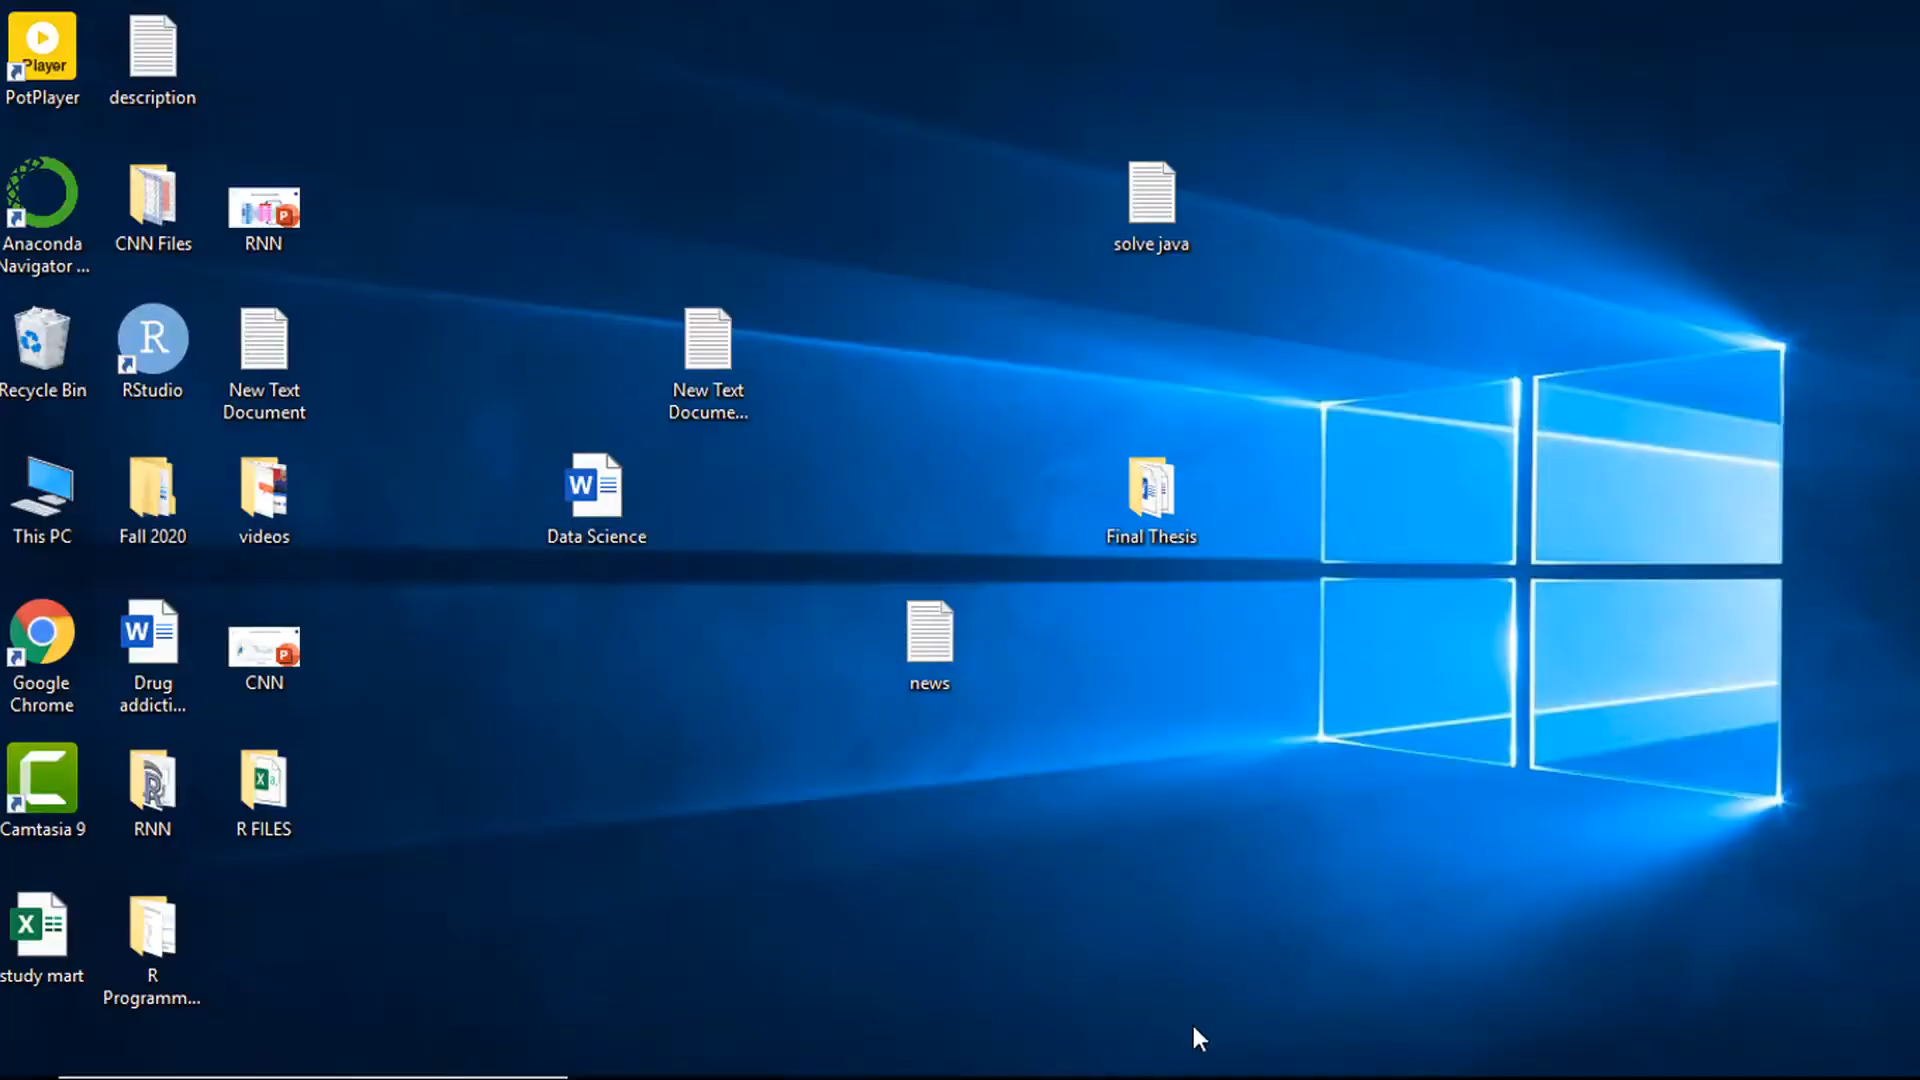 Player
PotPlayer
description
Anaconda
Navigator ...
CNN Files
RNN
solve java
Recycle Bin
R
RStudio
New Text
Document
New Text
Docume...
This PC
Fall 2020
videos
W
Data Science
Final Thesis
Google
Chrome
W
Drug
addicti...
P
CNN
news
Camtasia 9
RNN
R FILES
X
study mart
R
Programm...